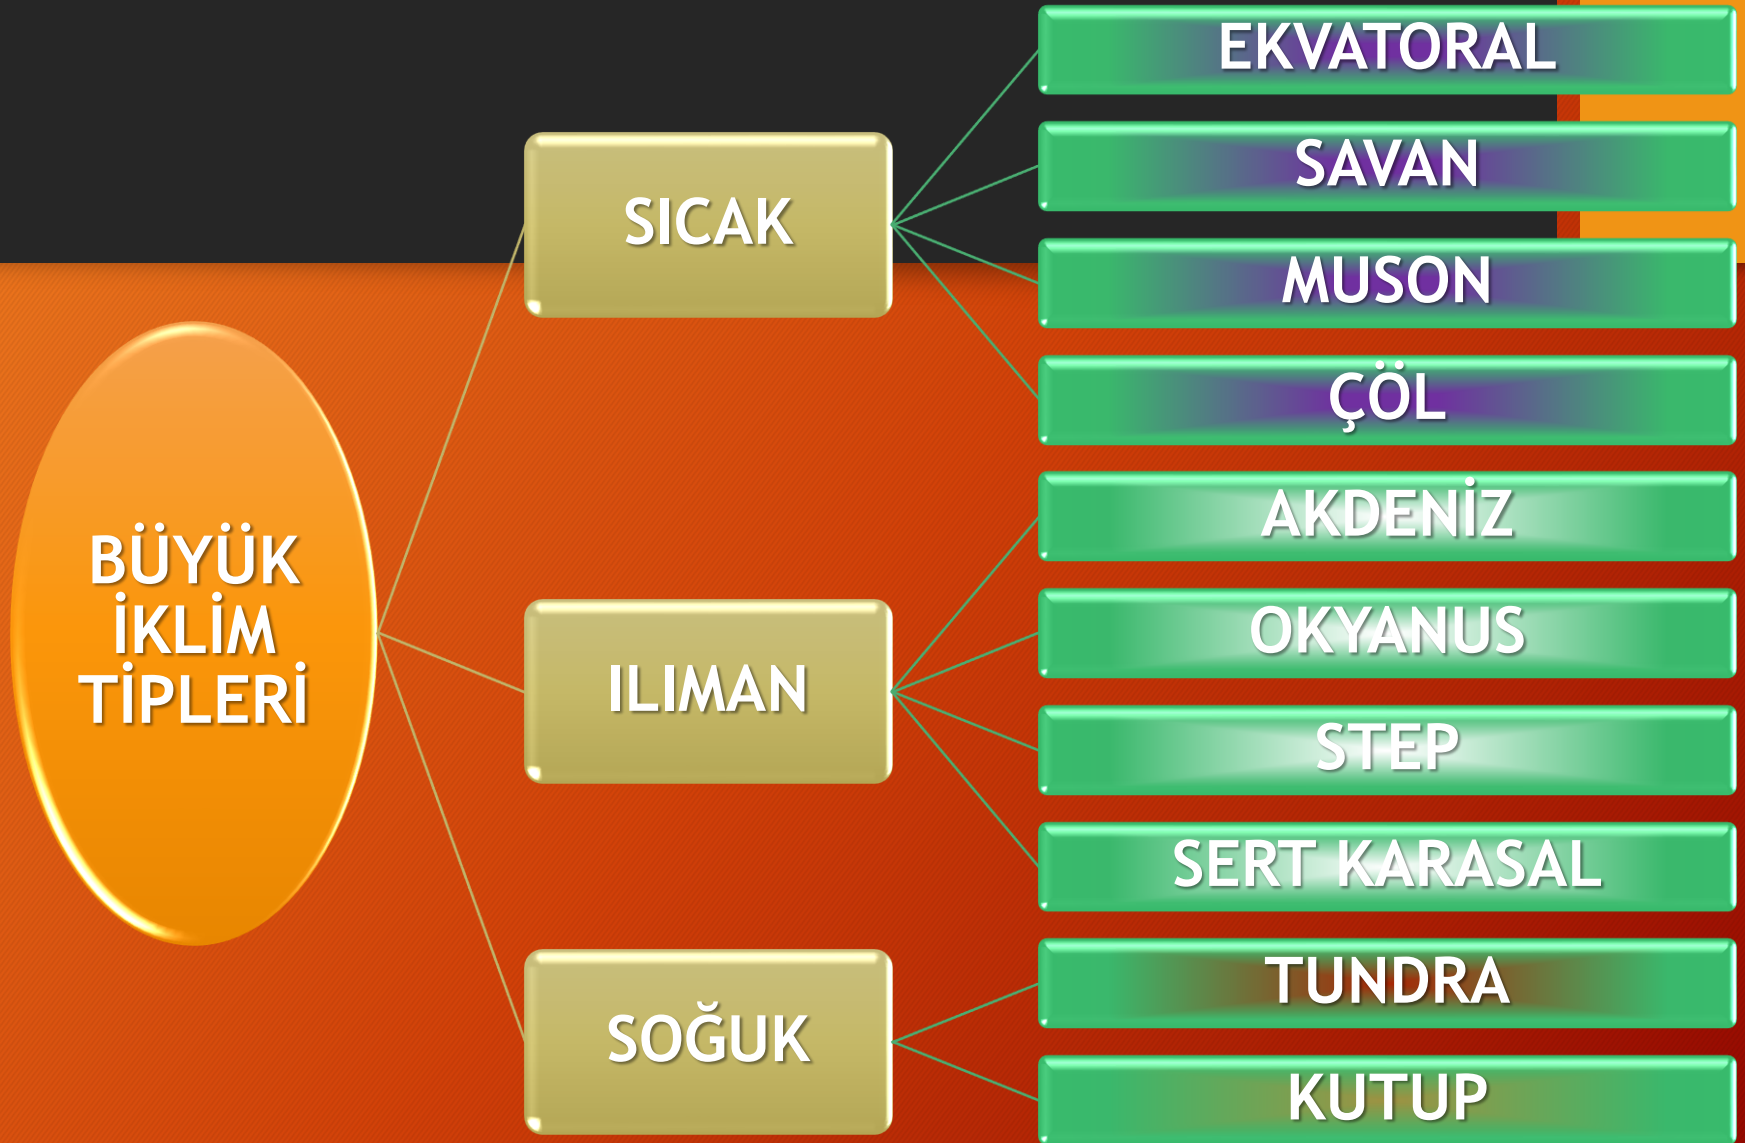 BÜYÜK
İKLİM
TİPLERİ
SICAK
EKVATORAL
SAVAN
MUSON
ÇÖL
ILIMAN
AKDENİZ
OKYANUS
STEP
SERT KARASAL
SOĞUK
TUNDRA
KUTUP